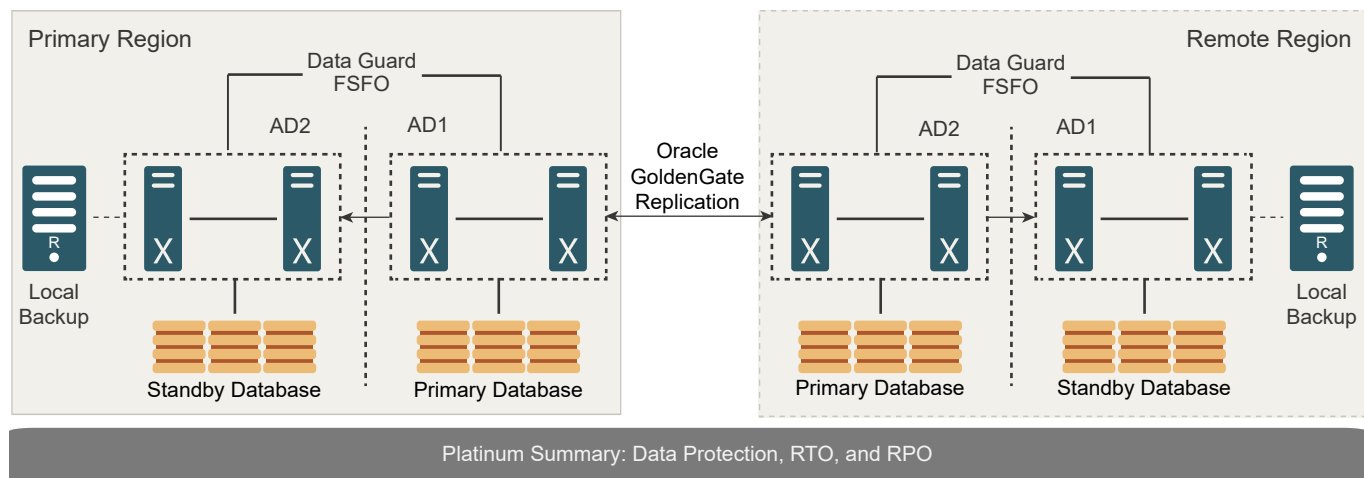 Primary Region
Data Guard
FSFO
AD2
AD1
R
Local
Backup
X
X
X
X
Standby Database
Primary Database
Oracle
GoldenGate
Replication
Remote Region
Data Guard
FSFO
AD2
AD1
X
X
X
X
R
Local
Backup
Primary Database
Standby Database
Platinum Summary: Data Protection, RTO, and RPO